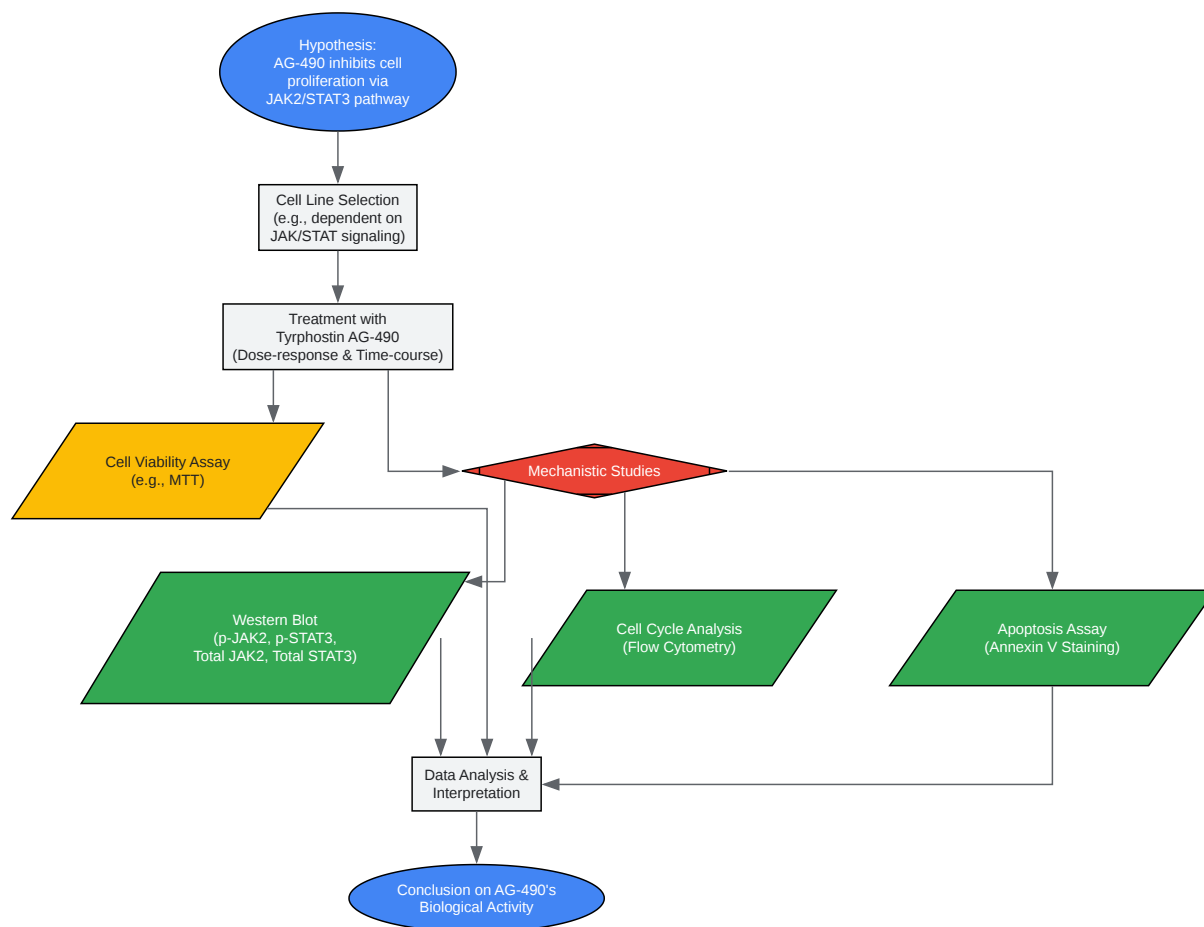 Hypothesis:
AG-490 inhibits cell
proliferation via
JAK2/STAT3 pathway
Cell Line Selection
(e.g., dependent on
JAK/STAT signaling)
Treatment with
Tyrphostin AG-490
(Dose-response & Time-course)
Cell Viability Assay
(e.g., MTT)
Mechanistic Studies
Western Blot
(p-JAK2, p-STAT3,
Total JAK2, Total STAT3)
Cell Cycle Analysis
(Flow Cytometry)
Apoptosis Assay
(Annexin V Staining)
Data Analysis &
Interpretation
Conclusion on AG-490's
Biological Activity